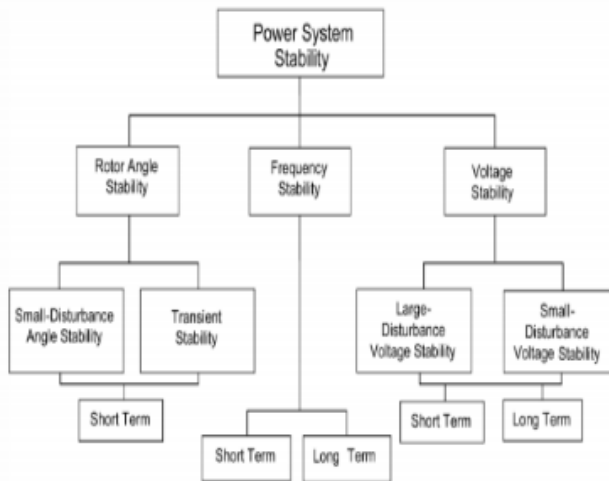 Power System
Stability
Rotor Angle
Stability
Frequency
Stability
Voltage
Stability
Small-Disturbance
Angle Stability
Transient
Stability
Large-
Disturbance
Voltage Stability
Small-
Disturbance
Voltage Stability
Short Term
Short Term
Long Term
Short Term
Long Term